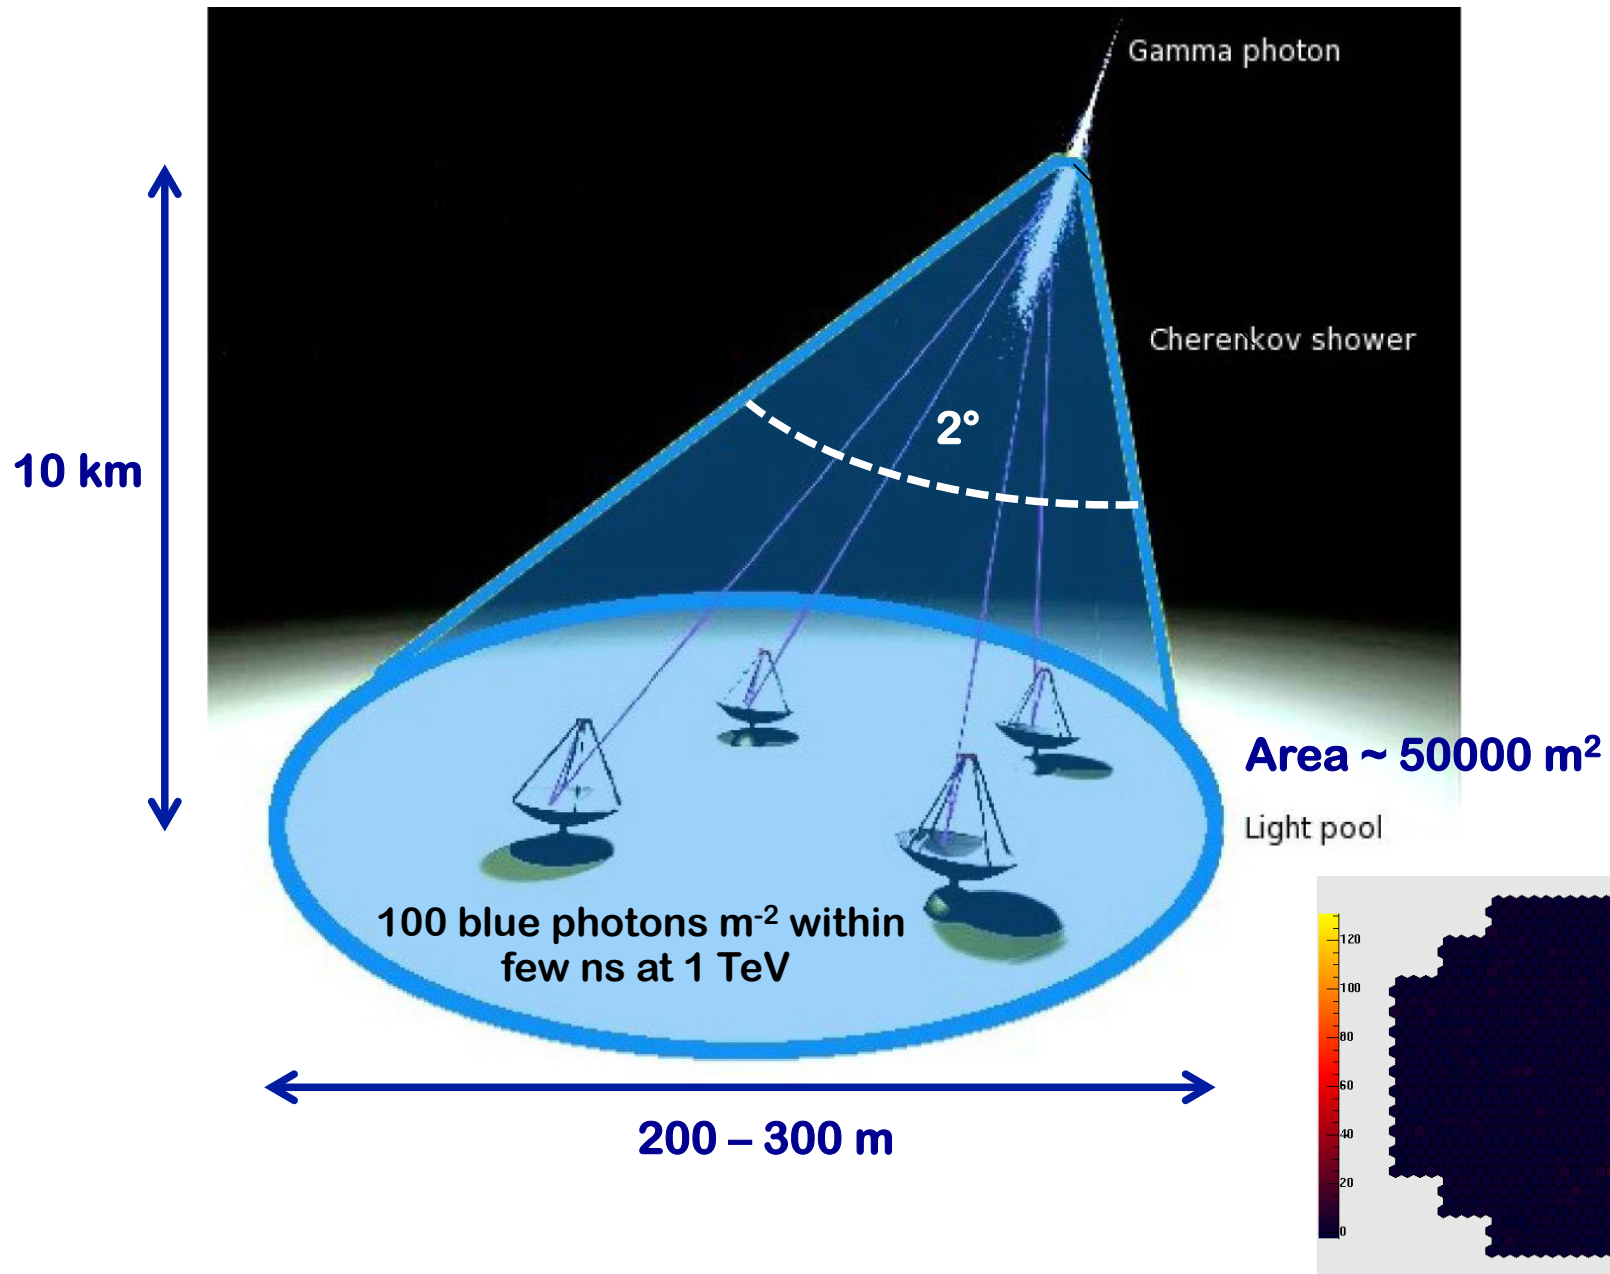 Gamma photon
Cherenkov shower
2°
10 km
Area ~ 50000 m²
Light pool
100 blue photons m⁻² within
few ns at 1 TeV
200 – 300 m
120
100
80
60
40
20
0